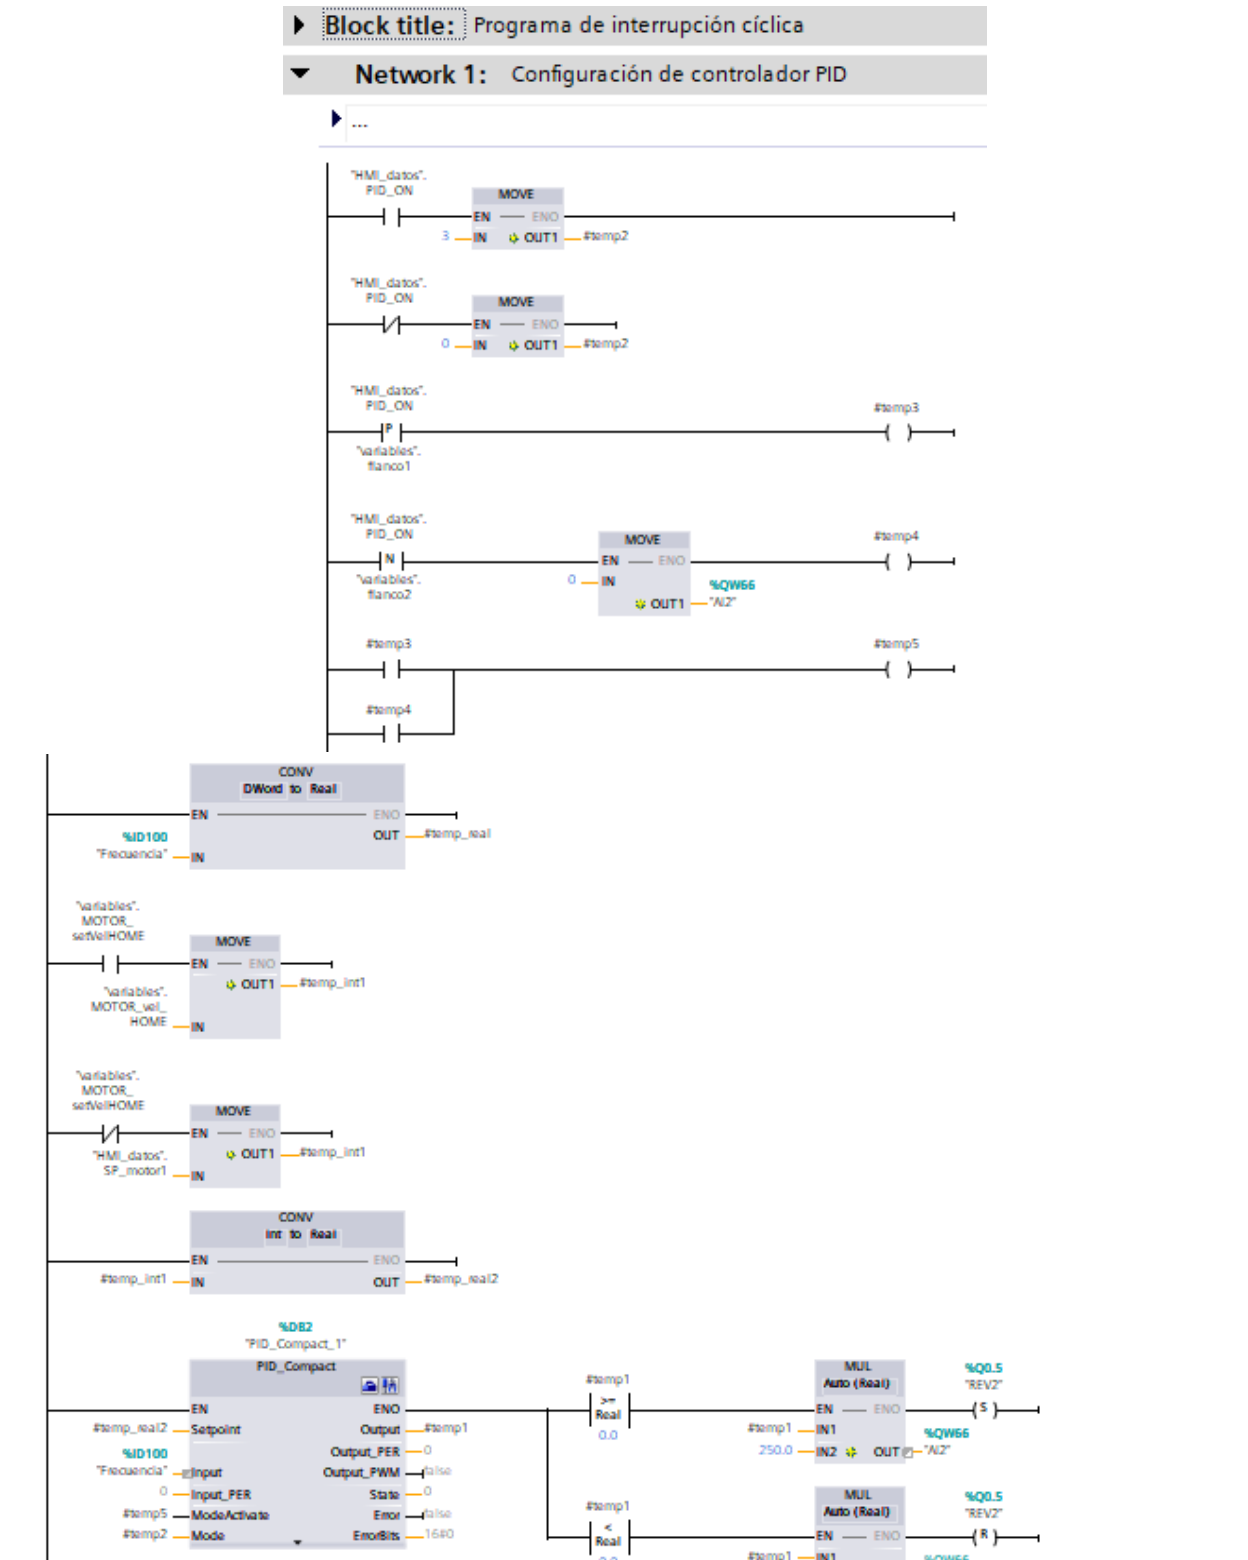 Block title: Programa de interrupción cíclica
Network 1: Configuración de controlador PID
...
"HMI_datos".
PID_ON
MOVE
EN ENO
3 IN OUT1 #temp2
"HMI_datos".
PID_ON
MOVE
EN ENO
0 IN OUT1 #temp2
"HMI_datos".
PID_ON
#temp3
P
"variables".
flanco1
"HMI_datos".
PID_ON
MOVE
#temp4
N
EN ENO
"variables".
flanco2
0 IN
%QW66
OUT1 "AI2"
#temp3
#temp5
#temp4
CONV
DWord to Real
EN ENO
%ID100
OUT #temp_real
"Frecuencia" IN
"variables".
MOTOR_
setVelHOME
MOVE
EN ENO
OUT1 #temp_int1
"variables".
MOTOR_vel_
HOME IN
"variables".
MOTOR_
setVelHOME
MOVE
EN ENO
"HMI_datos".
OUT1 #temp_int1
SP_motor1 IN
CONV
Int to Real
EN ENO
#temp_int1 IN OUT #temp_real2
%DB2
"PID_Compact_1"
PID_Compact
EN ENO
#temp_real2 Setpoint Output #temp1
%ID100
Output_PER 0
"Frecuencia" Input Output_PWM false
0 Input_PER State 0
#temp5 ModeActivate Error false
#temp2 Mode ErrorBits 16#0
#temp1
>=
Real
0.0
MUL
Auto (Real)
%Q0.5
"REV2"
EN ENO
S
#temp1 IN1
%QW66
250.0 IN2 OUT "AI2"
#temp1
<
Real
0.0
MUL
Auto (Real)
%Q0.5
"REV2"
EN ENO
R
#temp1 IN1
%QW66